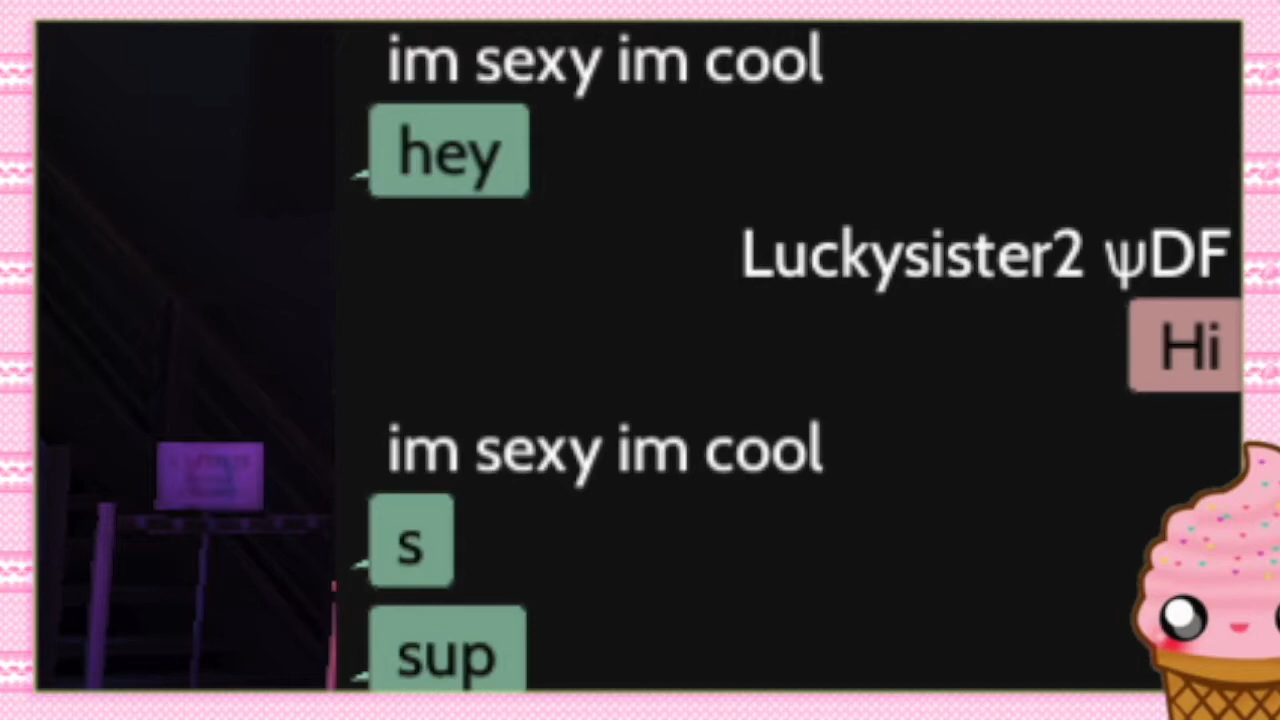 im sexy im cool
hey
Luckysister2 ψDF
Hi
im sexy im cool
s
sup